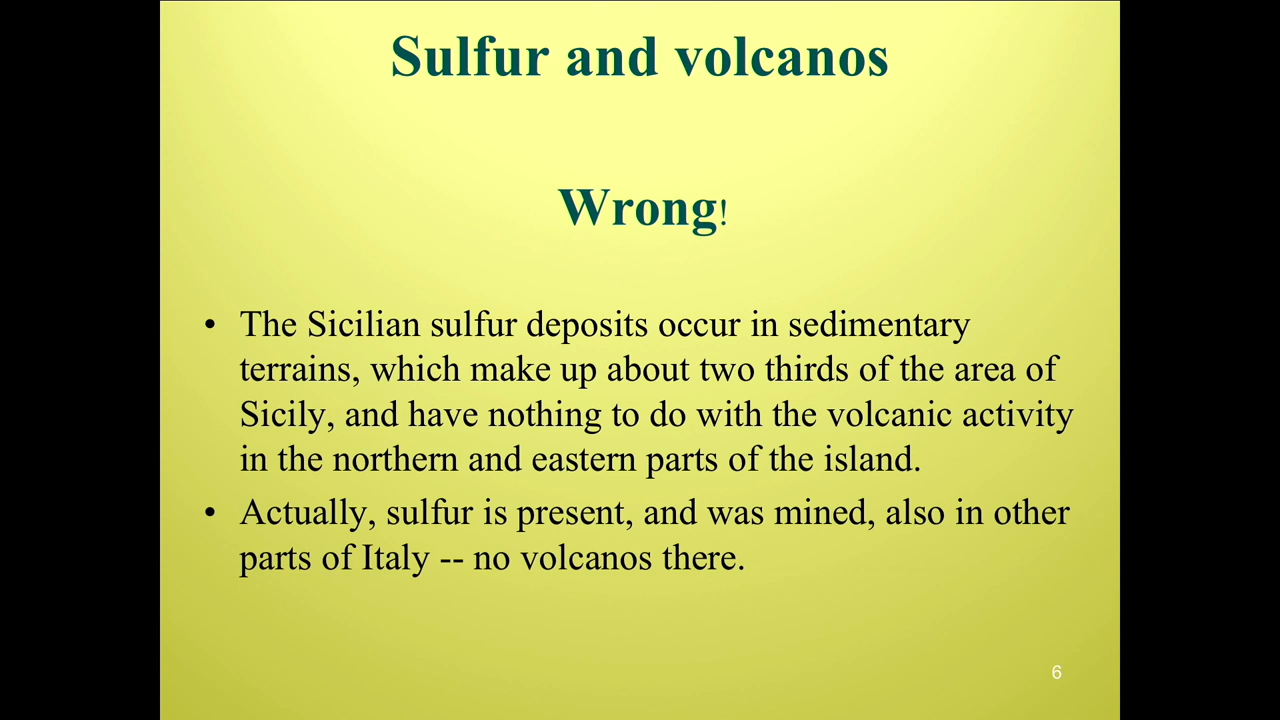 Sulfur and volcanos
Wrong!
• The Sicilian sulfur deposits occur in sedimentary
terrains, which make up about two thirds of the area of
Sicily, and have nothing to do with the volcanic activity
in the northern and eastern parts of the island.
• Actually, sulfur is present, and was mined, also in other
parts of Italy -- no volcanos there.
6